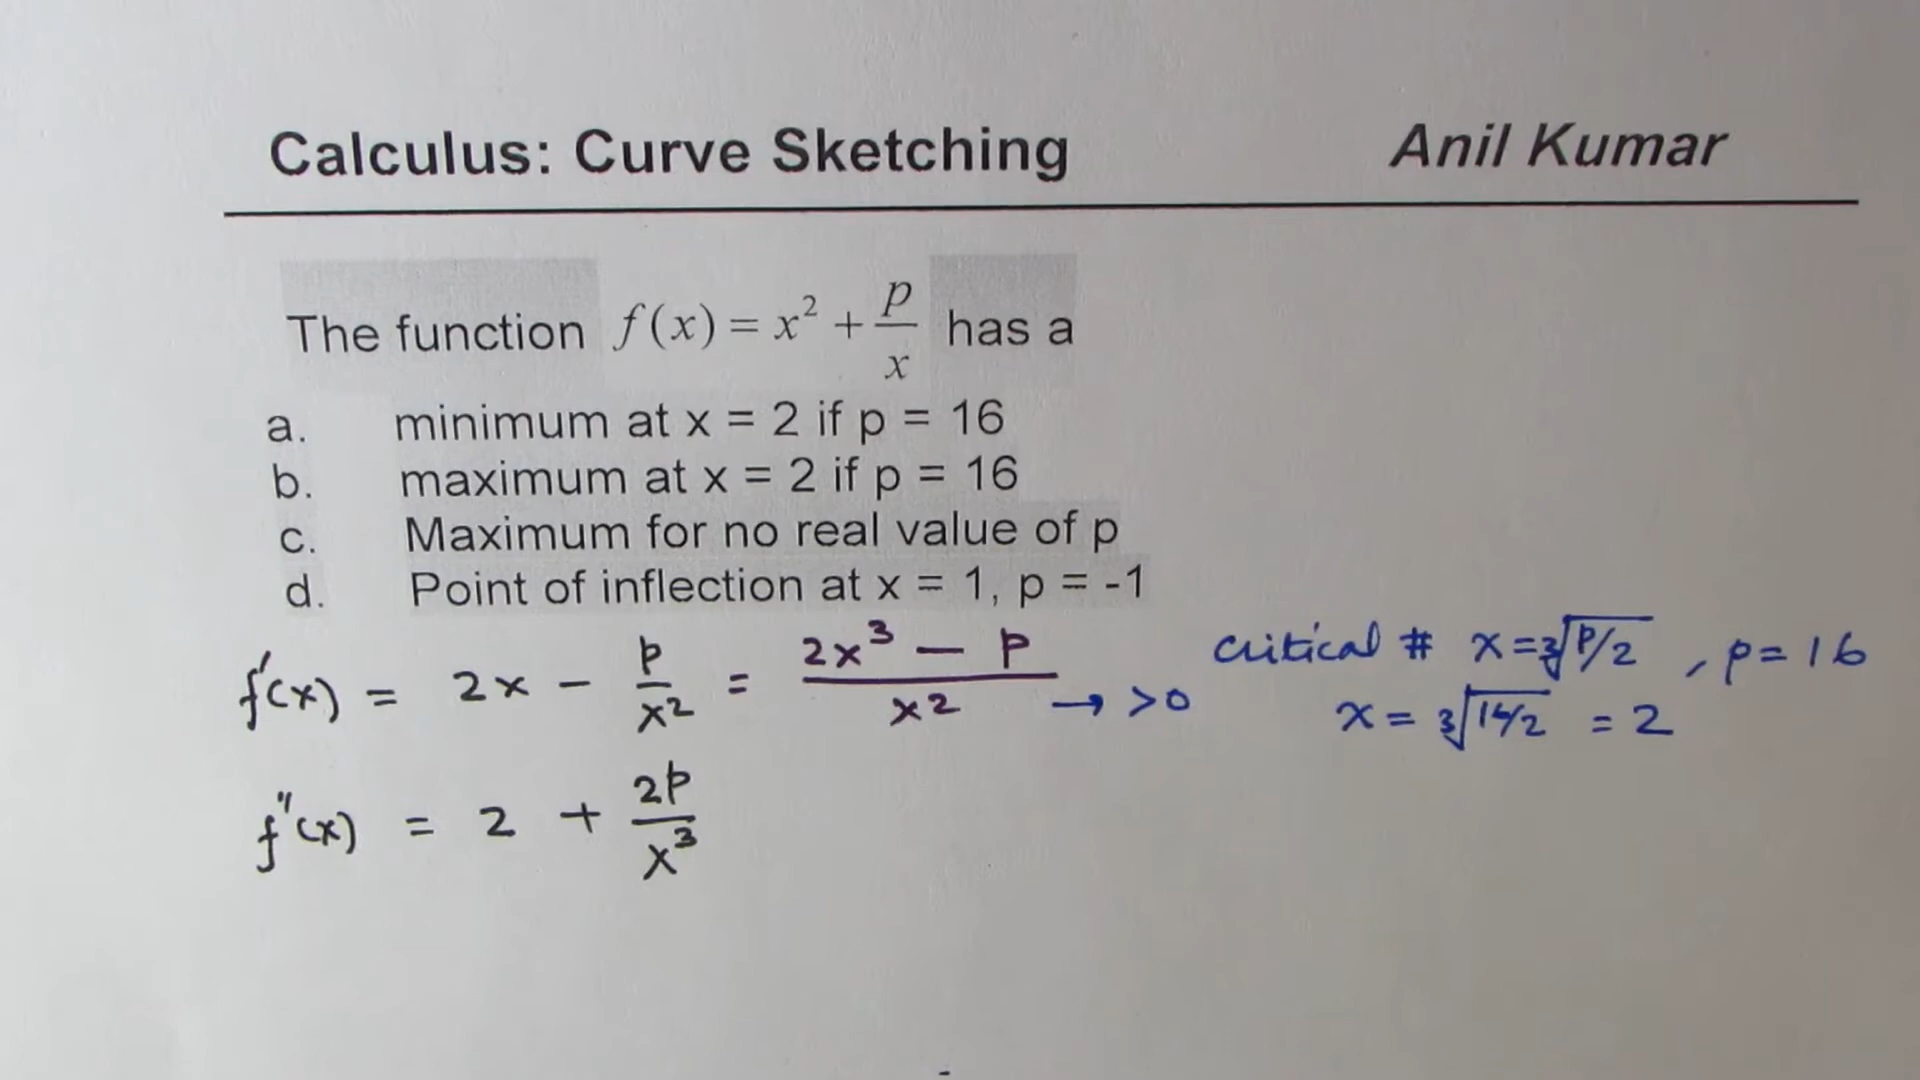 Calculus: Curve Sketching Anil Kumar
The function f(x) = x² + p/x has a
a. minimum at x = 2 if p = 16
b. maximum at x = 2 if p = 16
c. Maximum for no real value of p
d. Point of inflection at x = 1, p = -1
f'(x) = 2x - p/x² = (2x³ - p)/x² → >0 critical # x = ∛(p/2) , p = 16
x = ∛(16/2) = 2
f"(x) = 2 + 2p/x³